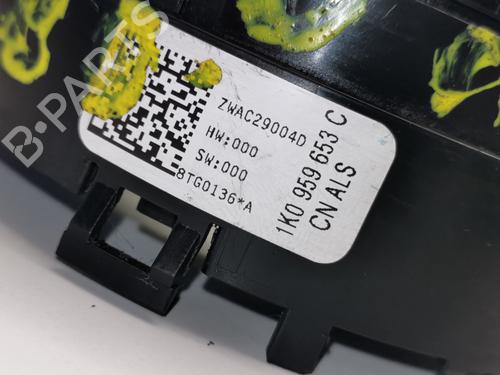 ZWAC29004D
HW:000
SW:000
8TG0136*A
1K0 959 653 C
CN ALS
B-PARTS